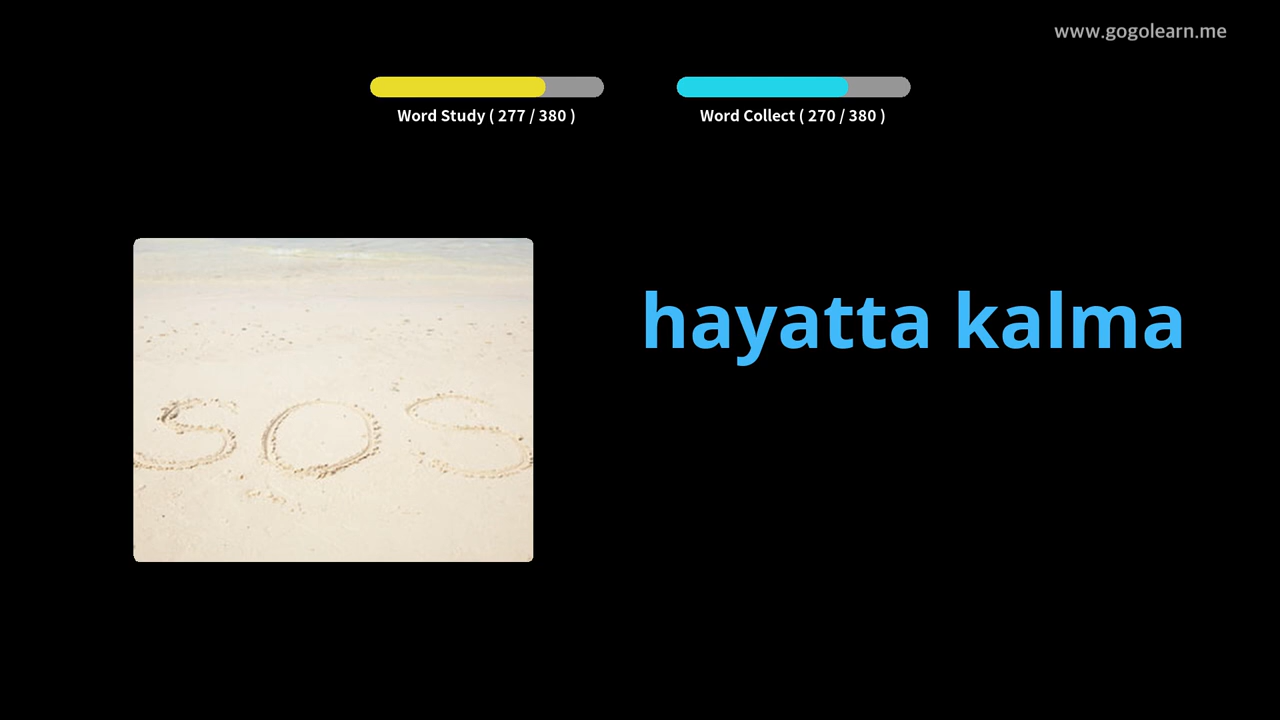 www.gogolearn.me
Word Study ( 277 / 380 )
Word Collect ( 270 / 380 )
SOS
hayatta kalma